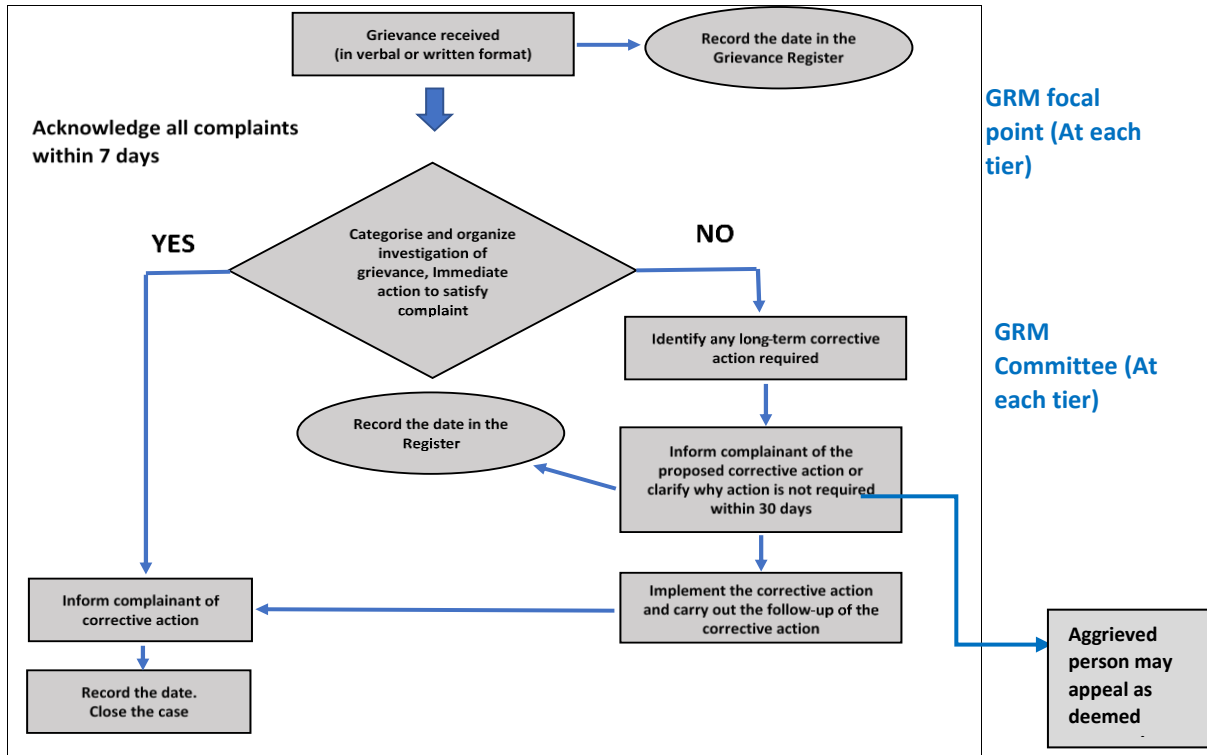 Grievance received
(in verbal or written format)
Record the date in the
Grievance Register
GRM focal
point (At each
tier)
Acknowledge all complaints
within 7 days
YES
NO
Categorise and organize
investigation of
grievance, Immediate
action to satisfy
complaint
Identify any long-term corrective
action required
GRM
Committee (At
each tier)
Record the date in the
Register
Inform complainant of the
proposed corrective action or
clarify why action is not required
within 30 days
Inform complainant of
corrective action
Implement the corrective action
and carry out the follow-up of the
corrective action
Record the date.
Close the case
Aggrieved
person may
appeal as
deemed